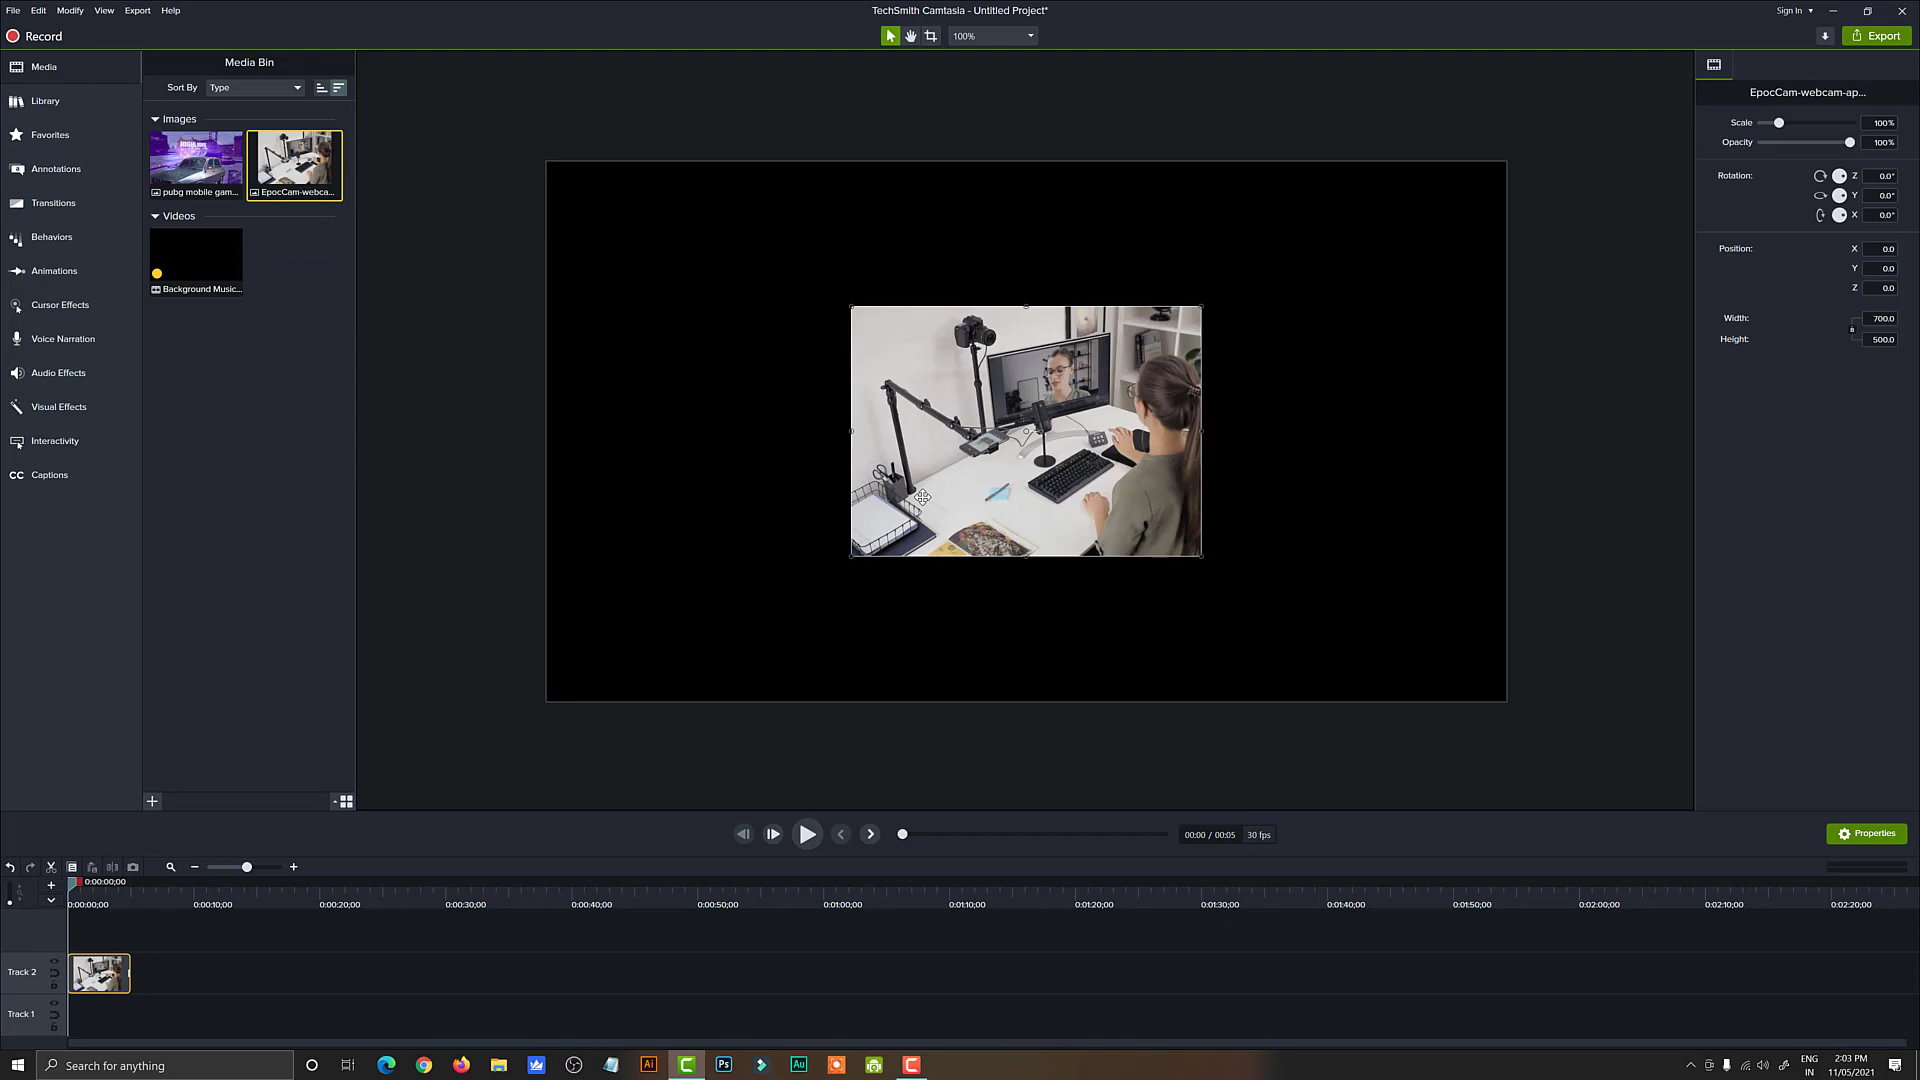 File Edit Modify View Export Help
TechSmith Camtasia - Untitled Project*
Sign In
Record
100%
Export
Media
Library
Favorites
Annotations
Transitions
Behaviors
Animations
Cursor Effects
Voice Narration
Audio Effects
Visual Effects
Interactivity
CC Captions
Media Bin
Sort By Type
Images
pubg mobile gam...
EpocCam-webca...
Videos
Background Music...
EpocCam-webcam-ap...
Scale 100%
Opacity 100%
Rotation: Z 0.0°
Y 0.0°
X 0.0°
Position: X 0.0
Y 0.0
Z 0.0
Width: 700.0
Height: 500.0
00:00 / 00:05 30 fps
Properties
0:00:00;00
0:00:00;00 0:00:10;00 0:00:20;00 0:00:30;00 0:00:40;00 0:00:50;00 0:01:00;00 0:01:10;00 0:01:20;00 0:01:30;00 0:01:40;00 0:01:50;00 0:02:00;00 0:02:10;00 0:02:20;00
Track 2
Track 1
Search for anything
Ai
Ps
Au
ENG
IN
2:03 PM
11/05/2021